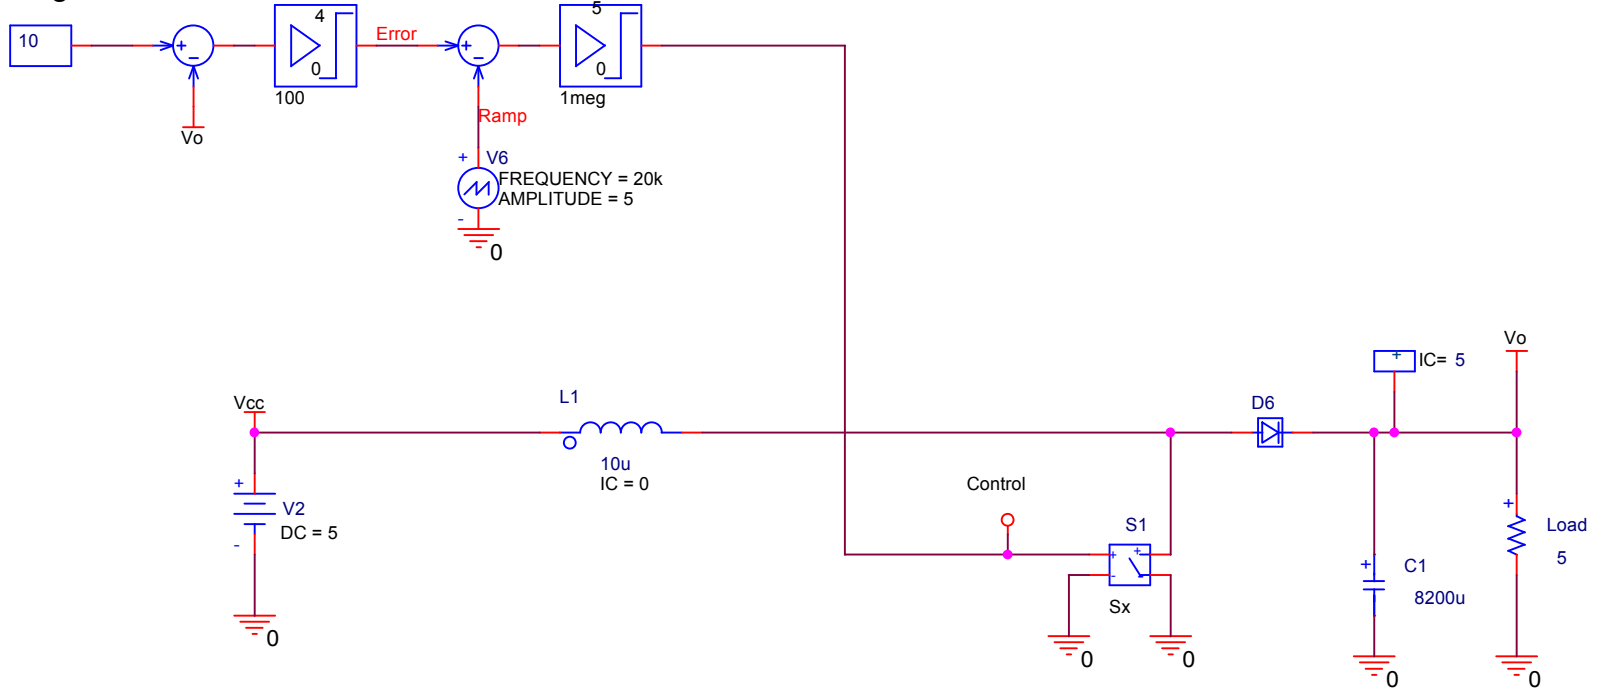 10
4
0
100
Error
5
0
1meg
Vo
Ramp
V6
FREQUENCY = 20k
AMPLITUDE = 5
0
Vcc
V2
DC = 5
0
L1
10u
IC = 0
Control
S1
Sx
0
0
D6
IC= 5
Vo
C1
8200u
0
Load
5
0